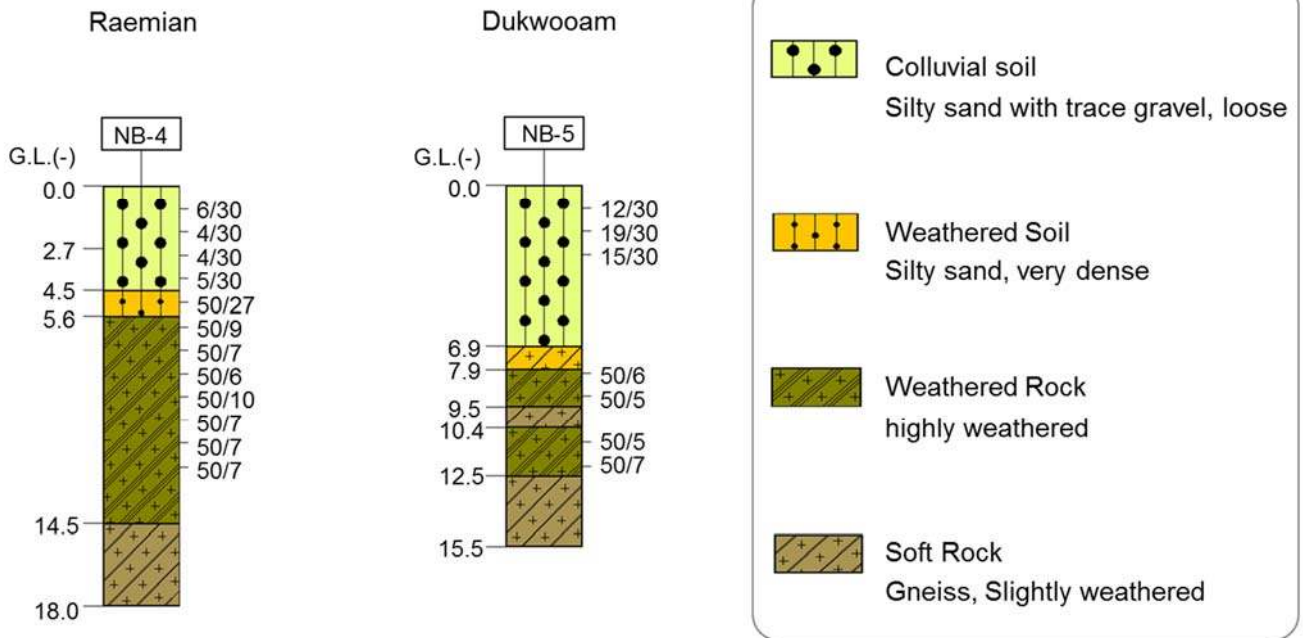 Raemian
NB-4
G.L.(-)
0.0
2.7
4.5
5.6
14.5
18.0
6/30
4/30
4/30
5/30
50/27
50/9
50/7
50/6
50/10
50/7
50/7
50/7
Dukwooam
NB-5
G.L.(-)
0.0
6.9
7.9
9.5
10.4
12.5
15.5
12/30
19/30
15/30
50/6
50/5
50/5
50/7
Colluvial soil
Silty sand with trace gravel, loose
Weathered Soil
Silty sand, very dense
Weathered Rock
highly weathered
Soft Rock
Gneiss, Slightly weathered